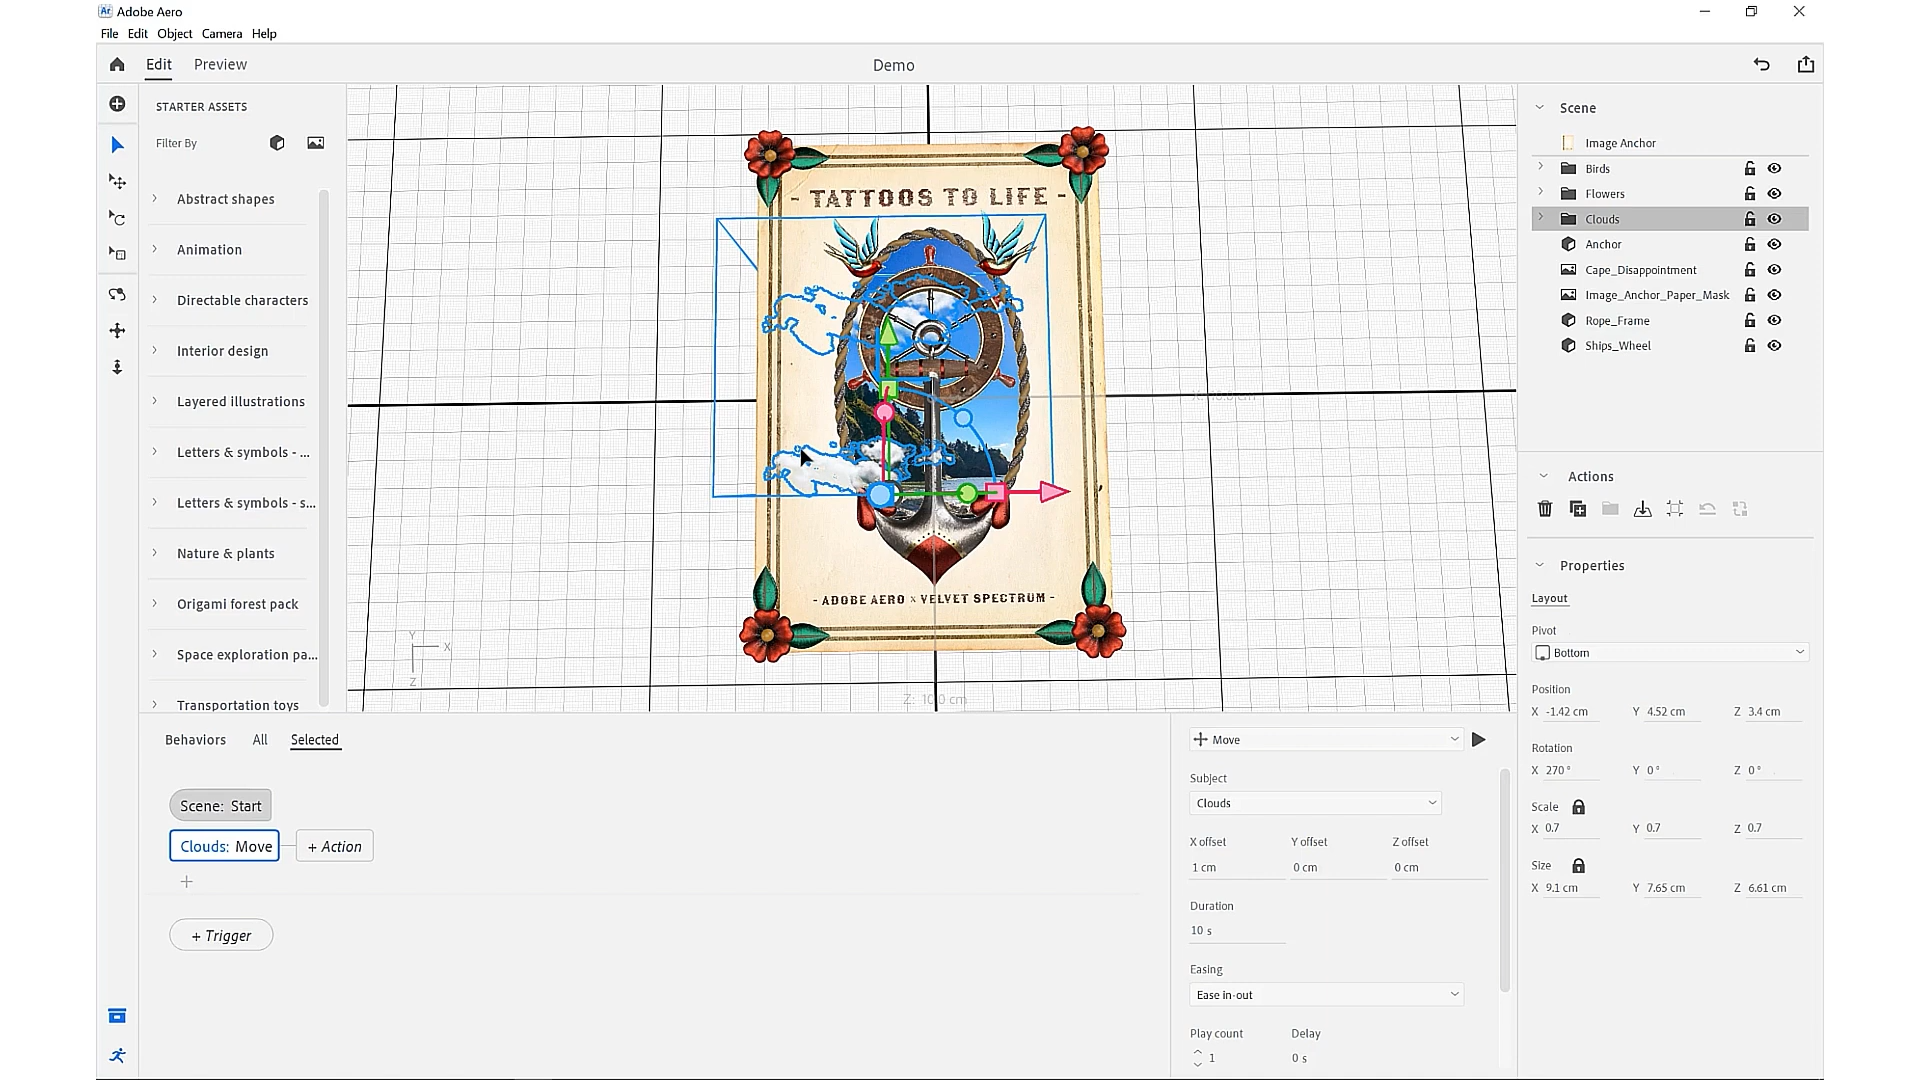 Ar Adobe Aero
File Edit Object Camera Help
Edit Preview Demo
STARTER ASSETS
Filter By
Abstract shapes
Animation
Directable characters
Interior design
Layered illustrations
Letters & symbols - ...
Letters & symbols - s...
Nature & plants
Origami forest pack
Space exploration pa...
Transportation toys
- TATTOOS TO LIFE -
- ADOBE AERO x VELVET SPECTRUM -
Y
X
Z
Z: 10.0 cm
Scene
Image Anchor
Birds
Flowers
Clouds
Anchor
Cape_Disappointment
Image_Anchor_Paper_Mask
Rope_Frame
Ships_Wheel
Actions
Properties
Layout
Pivot
Bottom
Position
X -1.42 cm Y 4.52 cm Z 3.4 cm
Rotation
X 270° Y 0° Z 0°
Scale
X 0.7 Y 0.7 Z 0.7
Size
X 9.1 cm Y 7.65 cm Z 6.61 cm
Behaviors All Selected
Scene: Start
Clouds: Move + Action
+
+ Trigger
Move
Subject
Clouds
X offset Y offset Z offset
1 cm 0 cm 0 cm
Duration
10 s
Easing
Ease in-out
Play count Delay
1 0 s